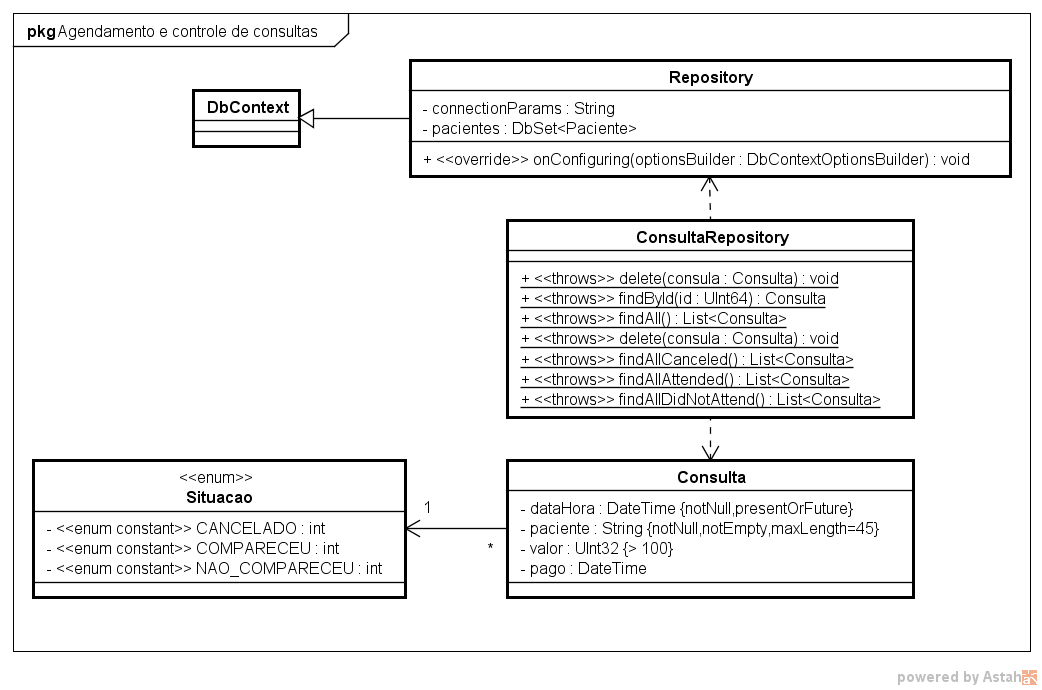 pkg Agendamento e controle de consultas
DbContext
Repository
- connectionParams : String
- pacientes : DbSet<Paciente>
+ <<override>> onConfiguring(optionsBuilder : DbContextOptionsBuilder) : void
ConsultaRepository
+ <<throws>> delete(consula : Consulta) : void
+ <<throws>> findById(id : UInt64) : Consulta
+ <<throws>> findAll() : List<Consulta>
+ <<throws>> delete(consula : Consulta) : void
+ <<throws>> findAllCanceled() : List<Consulta>
+ <<throws>> findAllAttended() : List<Consulta>
+ <<throws>> findAllDidNotAttend() : List<Consulta>
<<enum>>
Situacao
- <<enum constant>> CANCELADO : int
- <<enum constant>> COMPARECEU : int
- <<enum constant>> NAO_COMPARECEU : int
1
*
Consulta
- dataHora : DateTime {notNull,presentOrFuture}
- paciente : String {notNull,notEmpty,maxLength=45}
- valor : UInt32 {> 100}
- pago : DateTime
powered by Astah